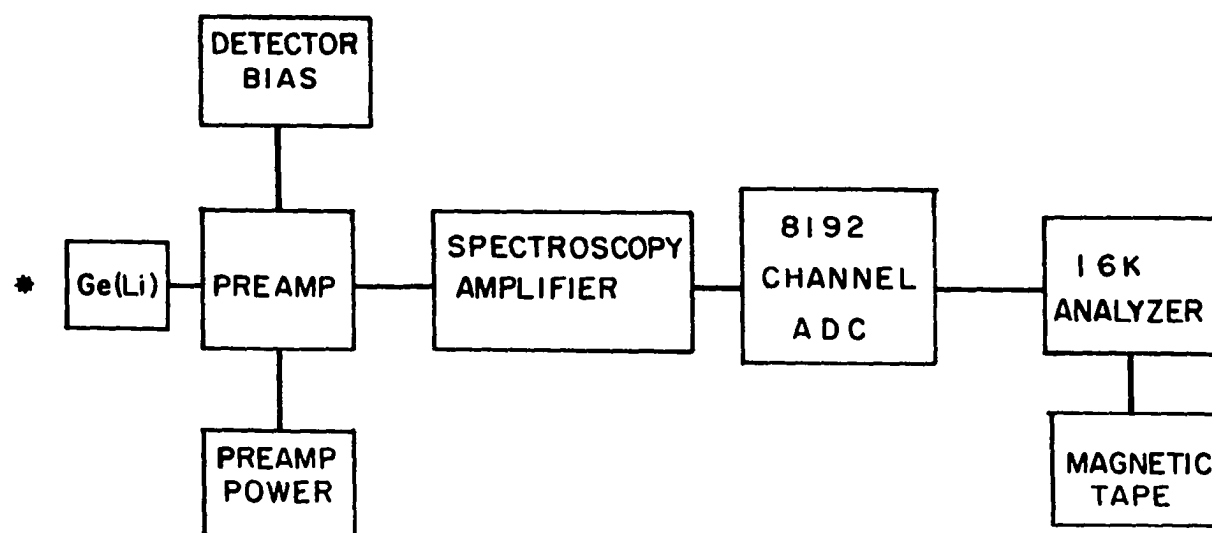 DETECTOR
BIAS
*
Ge(Li)
PREAMP
SPECTROSCOPY
AMPLIFIER
8192
CHANNEL
ADC
16K
ANALYZER
PREAMP
POWER
MAGNETIC
TAPE